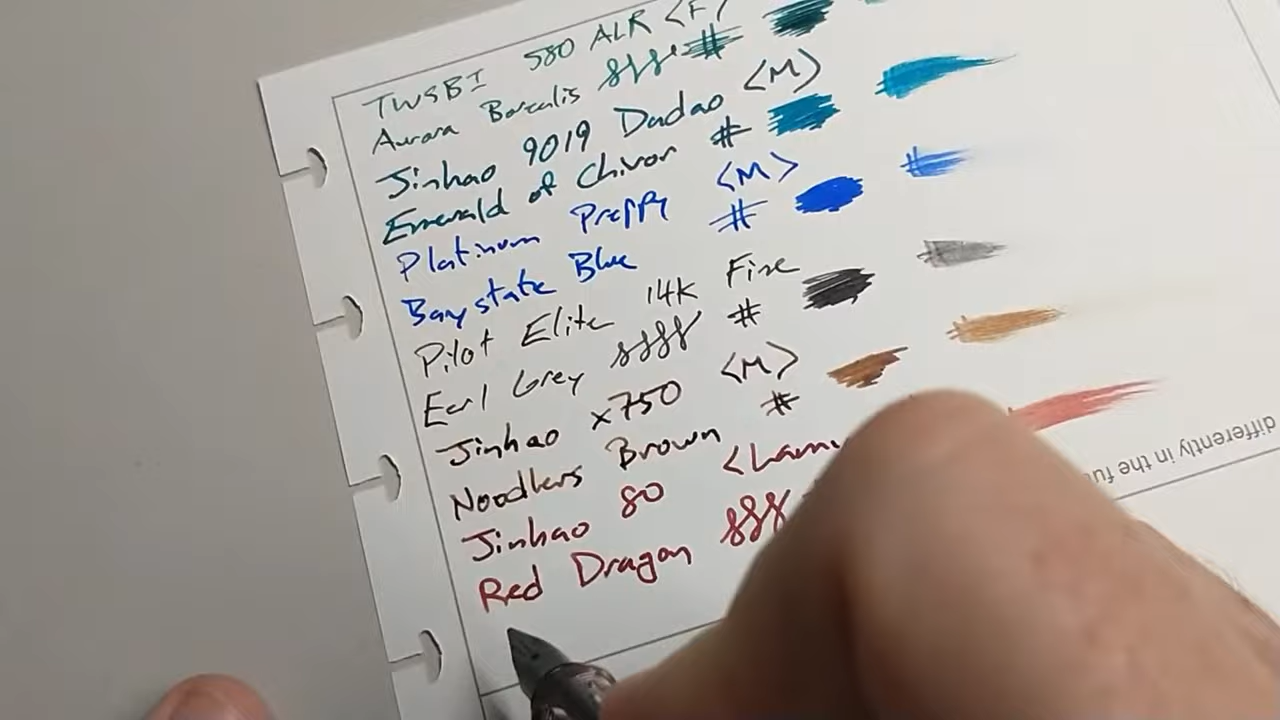 TWSBI 580 ALR <F>
Aurora Borealis
Jinhao 9019 Dadao <M>
Emerald of Chivor #
Platinum Preppy <M>
Baystate Blue #
Pilot Elite 14K Fine
Earl Grey #
Jinhao x750 <M>
Noodlers Brown #
Jinhao 80 <Lamy
Red Dragon
differently in the fu